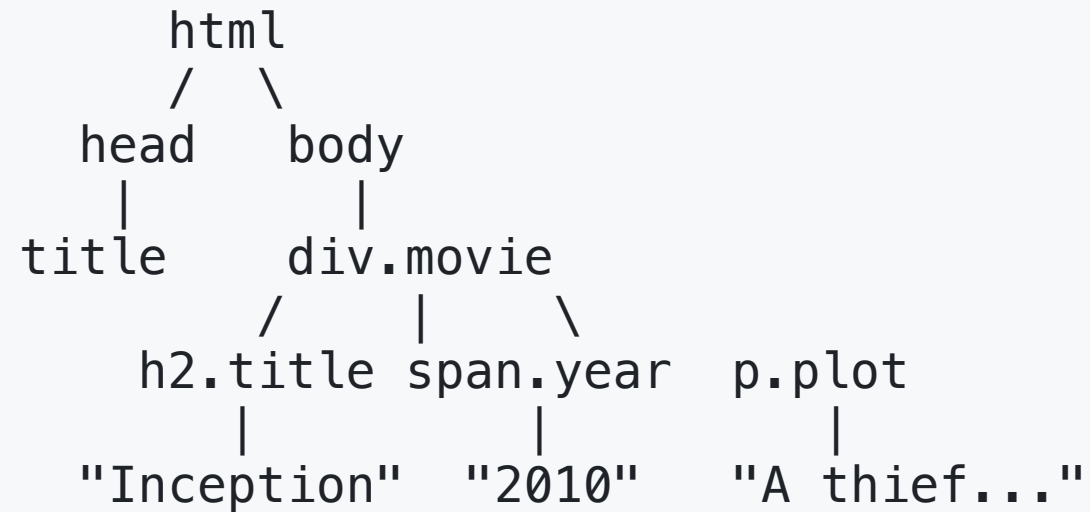 html
          /  \
    head   body
      |       |
title    div.movie
        /    |    \
    h2.title span.year  p.plot
       |         |         |
  "Inception"  "2010"   "A thief..."